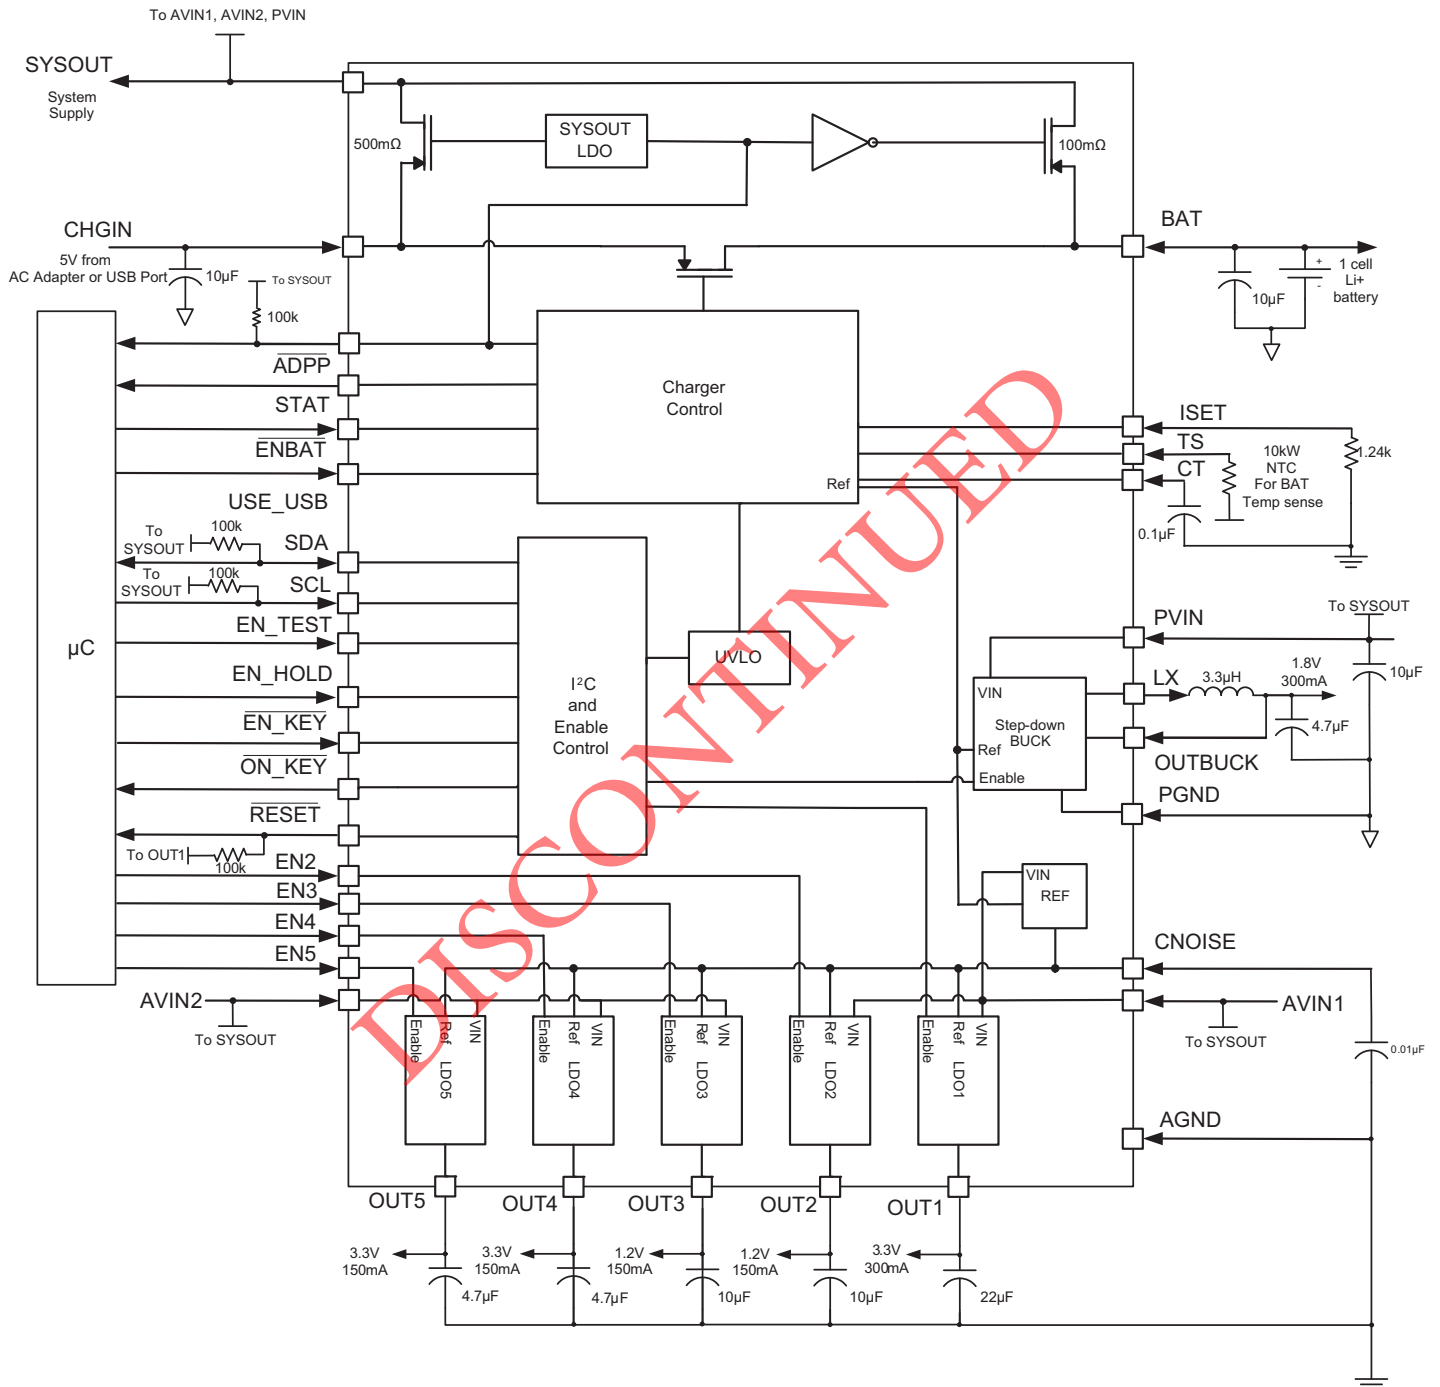 To AVIN1, AVIN2, PVIN
SYSOUT
System
Supply
500mΩ
SYSOUT
LDO
100mΩ
CHGIN
5V from
AC Adapter or USB Port
10µF
To SYSOUT
100k
BAT
10µF
+
-
1 cell
Li+
battery
ADPP
STAT
ENBAT
USE_USB
Charger
Control
Ref
ISET
TS
CT
10kW
NTC
For BAT
Temp sense
1.24k
0.1µF
µC
To
SYSOUT
100k
SDA
To
SYSOUT
100k
SCL
EN_TEST
EN_HOLD
EN_KEY
ON_KEY
RESET
To OUT1
100k
I²C
and
Enable
Control
UVLO
To SYSOUT
PVIN
LX
3.3µH
1.8V
300mA
10µF
4.7µF
OUTBUCK
PGND
VIN
Step-down
BUCK
Ref
Enable
VIN
REF
EN2
EN3
EN4
EN5
AVIN2
To SYSOUT
CNOISE
AVIN1
To SYSOUT
0.01µF
AGND
Enable
Ref
VIN
LDO5
Enable
Ref
VIN
LDO4
Enable
Ref
VIN
LDO3
Enable
Ref
VIN
LDO2
Enable
Ref
VIN
LDO1
OUT5
OUT4
OUT3
OUT2
OUT1
3.3V
150mA
4.7µF
3.3V
150mA
4.7µF
1.2V
150mA
10µF
1.2V
150mA
10µF
3.3V
300mA
22µF
DISCONTINUED